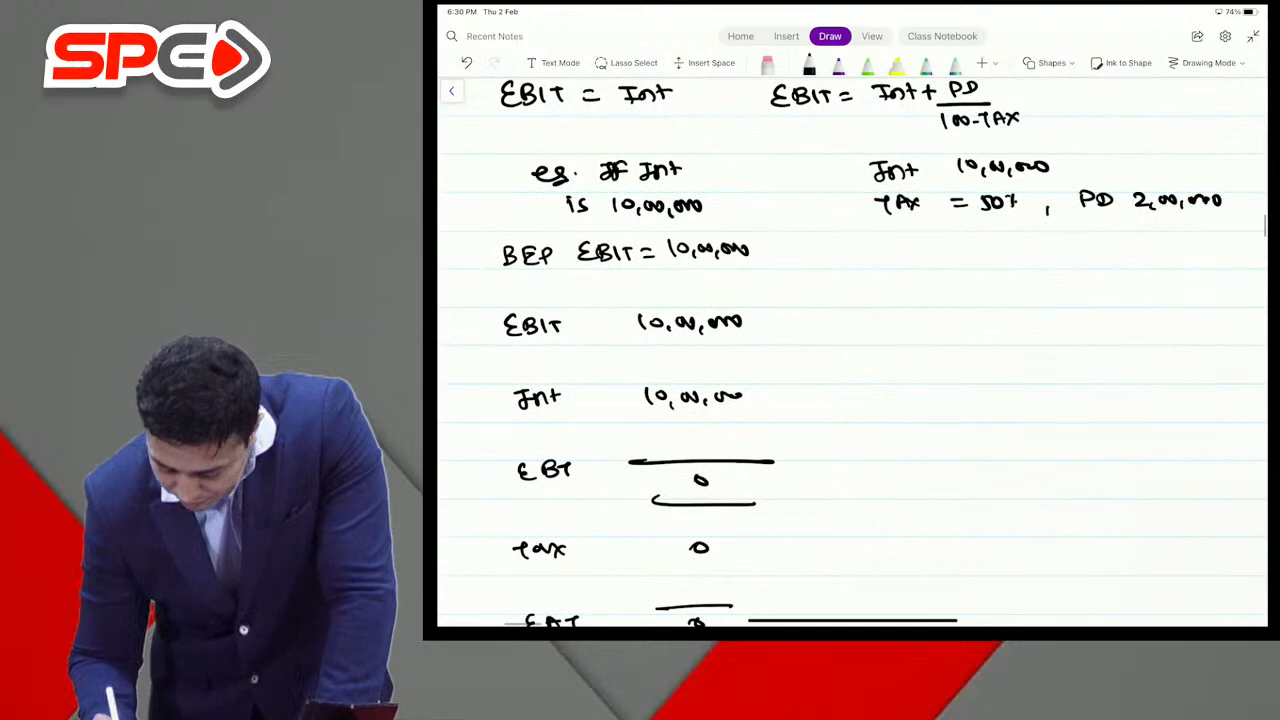 6:30 PM Thu 2 Feb
74%
SPED
Recent Notes
Home Insert Draw View Class Notebook
Text Mode Lasso Select Insert Space Shapes Ink to Shape Drawing Mode
EBIT = Int
EBIT = Int + PD
100-TAX
eg. If Int
is 10,00,000
Int 10,00,000
TAX = 50% , PD 2,00,000
BEP EBIT = 10,00,000
EBIT 10,00,000
Int 10,00,000
EBT 0
Tax 0
EAT 0